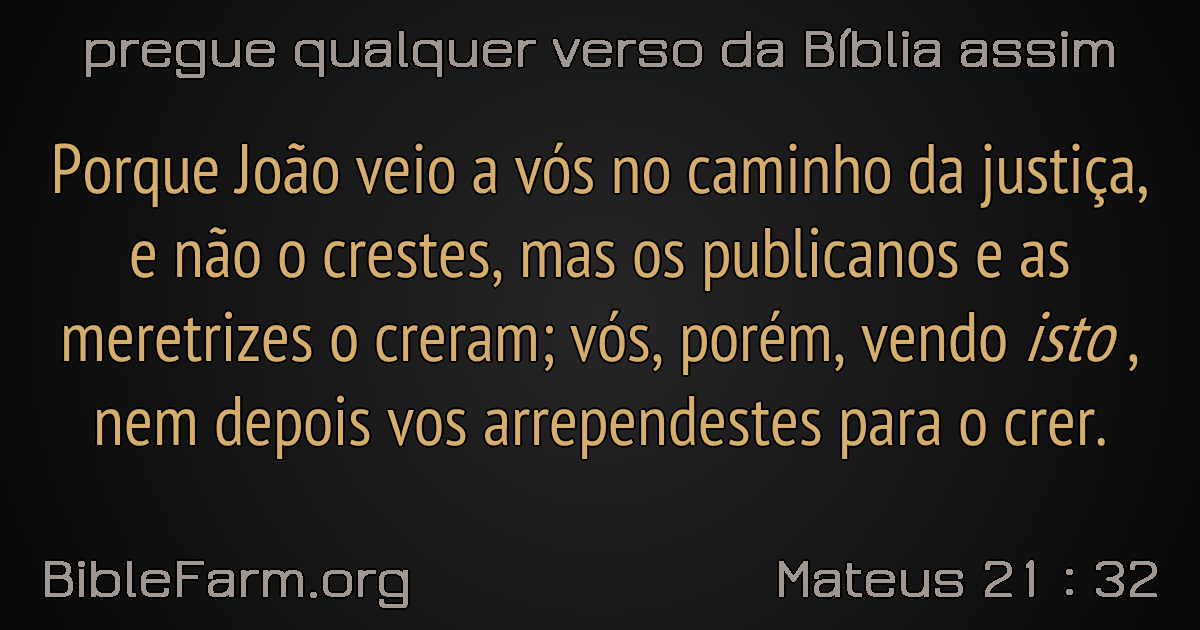 pregue qualquer verso da Bíblia assim
Porque João veio a vós no caminho da justiça,
e não o crestes, mas os publicanos e as
meretrizes o creram; vós, porém, vendo isto ,
nem depois vos arrependestes para o crer.
BibleFarm.org
Mateus 21 : 32